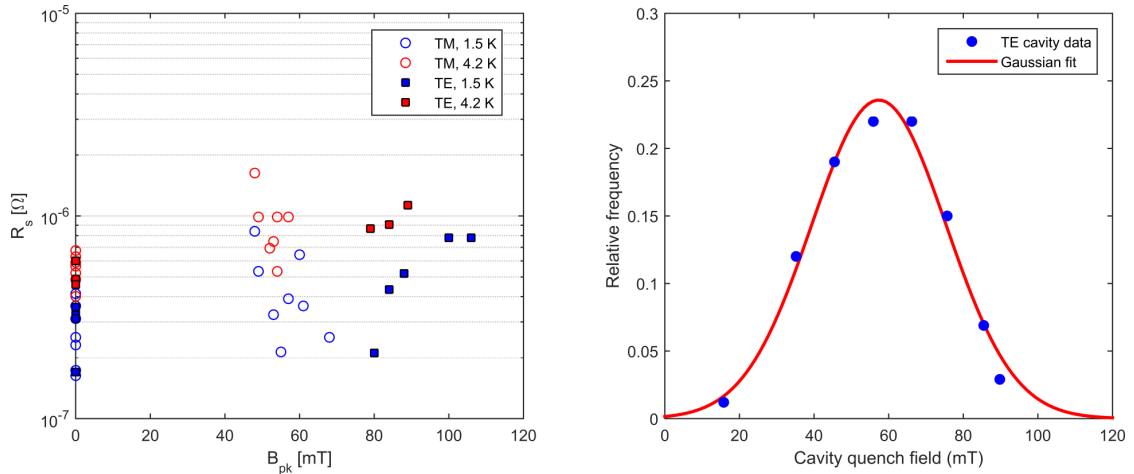 10^-5
10^-6
10^-7
R_s [Ω]
0
20
40
60
80
100
120
B_pk [mT]
TM, 1.5 K
TM, 4.2 K
TE, 1.5 K
TE, 4.2 K
0.3
0.25
0.2
0.15
0.1
0.05
0
Relative frequency
0
20
40
60
80
100
120
Cavity quench field (mT)
TE cavity data
Gaussian fit